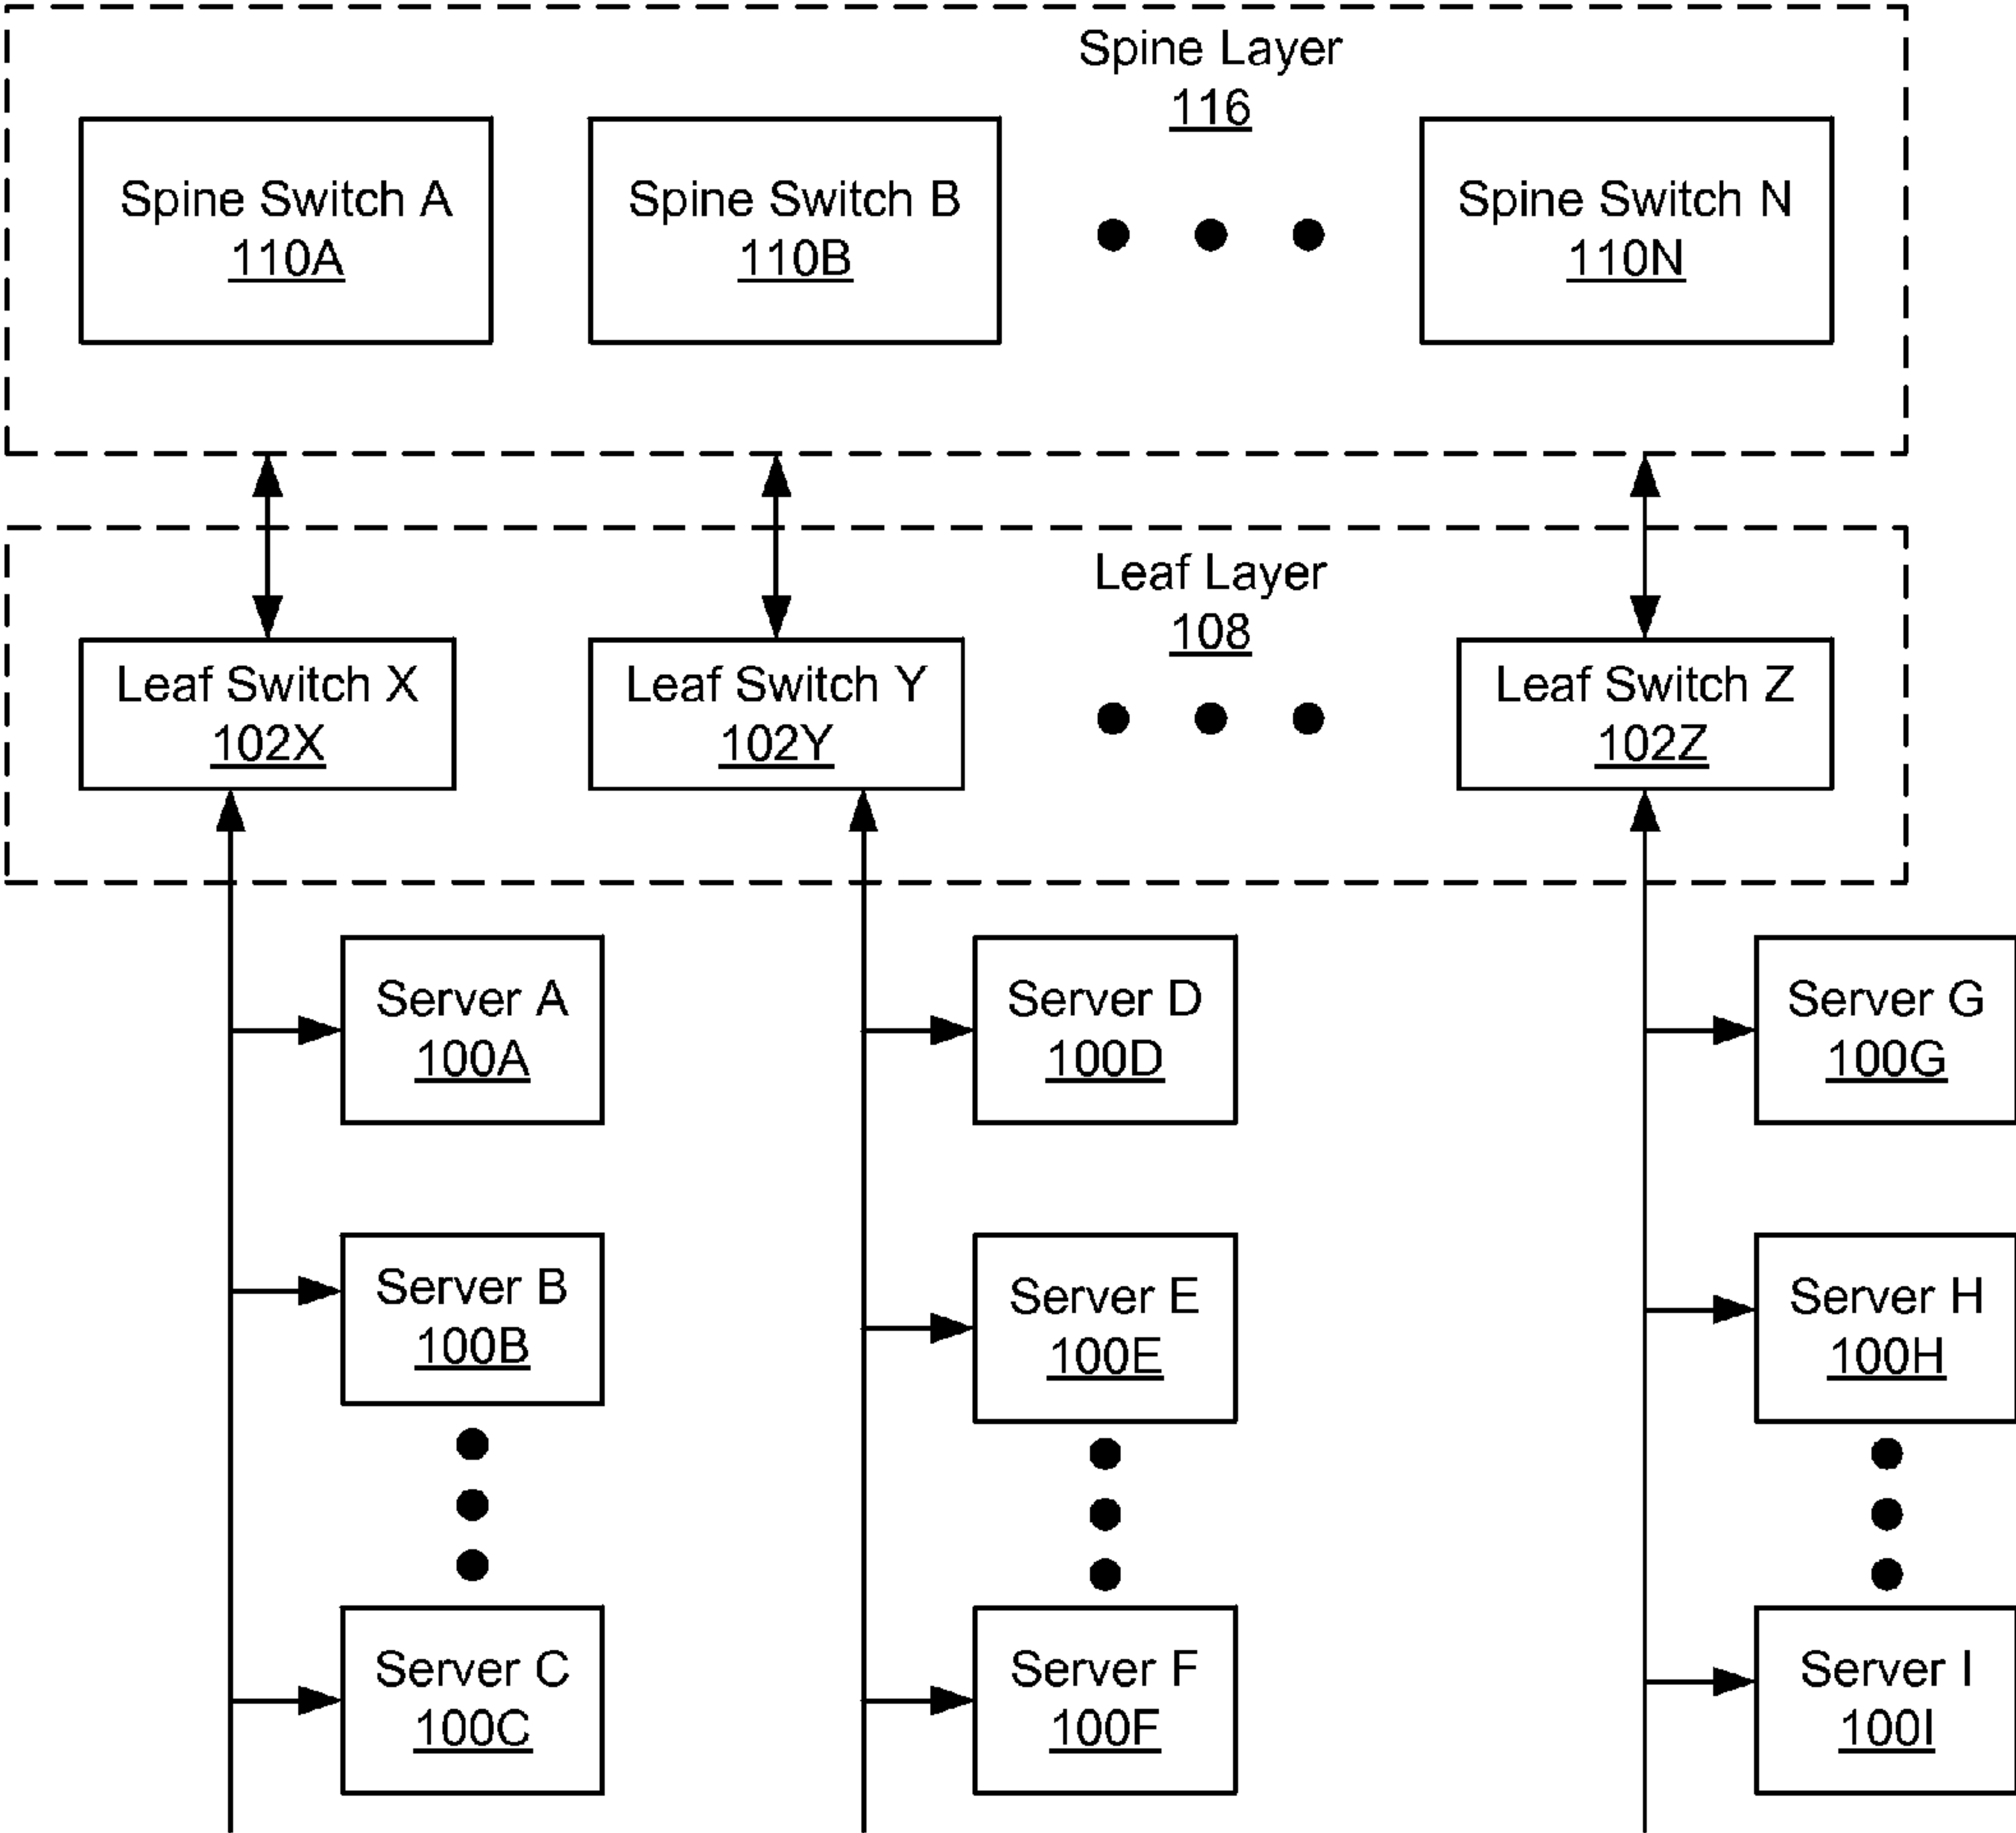 Spine Layer
116
Spine Switch A
110A
Spine Switch B
110B
Spine Switch N
110N
Leaf Layer
108
Leaf Switch X
102X
Leaf Switch Y
102Y
Leaf Switch Z
102Z
Server A
100A
Server D
100D
Server G
100G
Server B
100B
Server E
100E
Server H
100H
Server C
100C
Server F
100F
Server I
100I